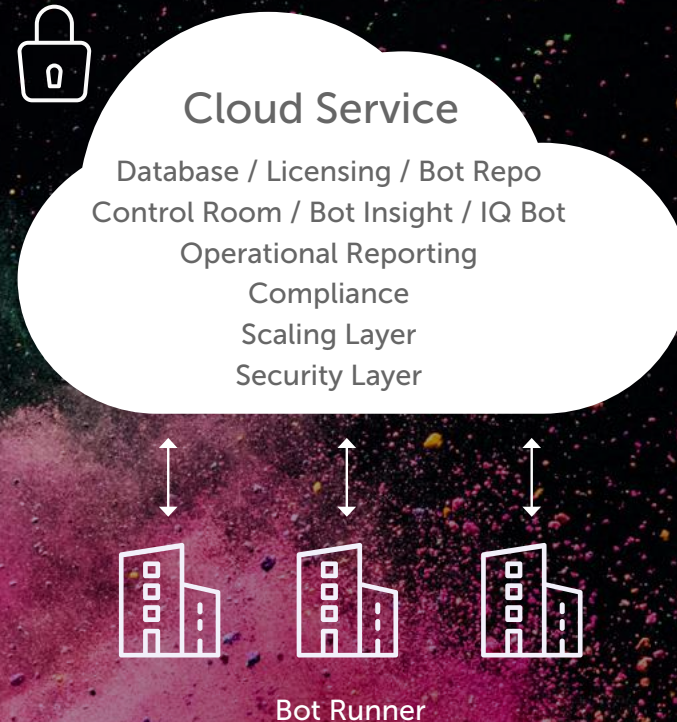 Cloud Service
Database / Licensing / Bot Repo
Control Room / Bot Insight / IQ Bot
Operational Reporting
Compliance
Scaling Layer
Security Layer
Bot Runner